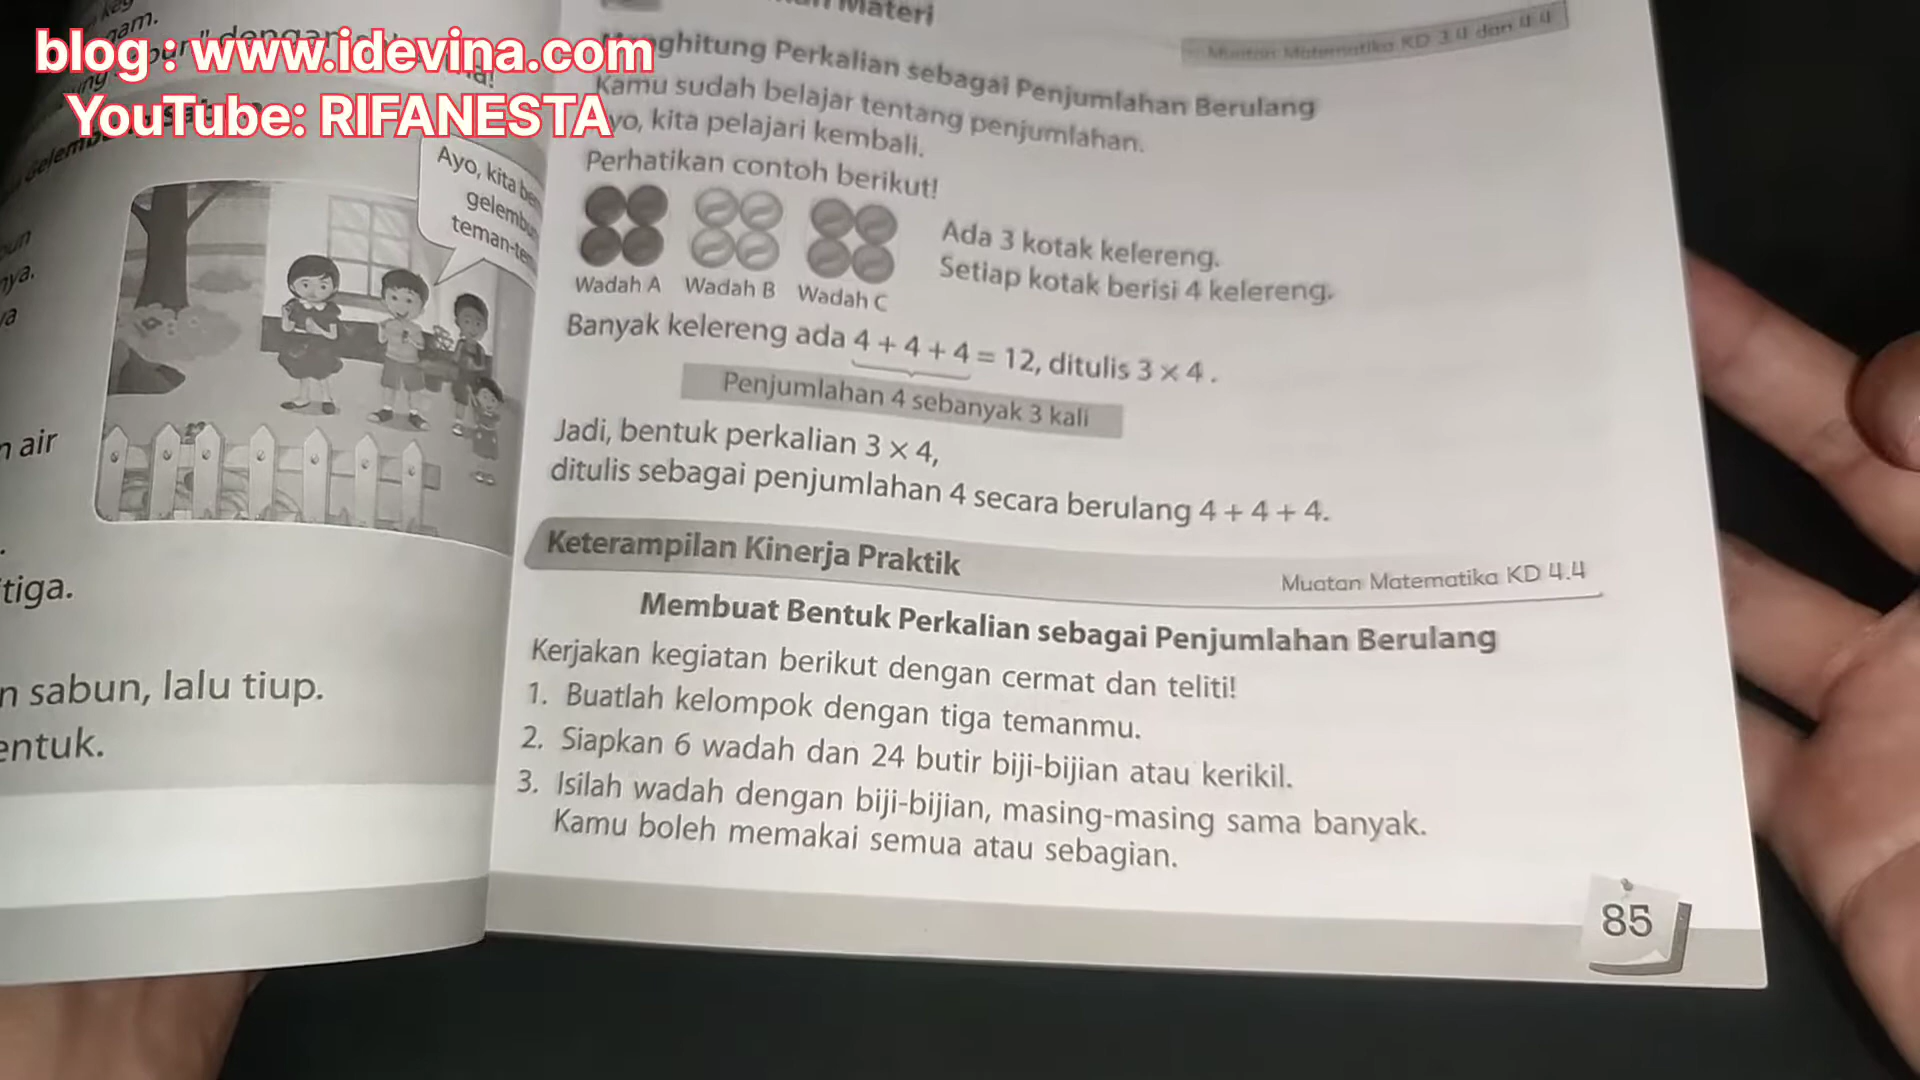 blog : www.idevina.com
YouTube: RIFANESTA
gam.
Ayo, kita
gelembu
teman-te
nya.
n air
tiga.
n sabun, lalu tiup.
entuk.
Materi
Muatan Matematika KD 3.4 dan 4.4
ghitung Perkalian sebagai Penjumlahan Berulang
Kamu sudah belajar tentang penjumlahan.
yo, kita pelajari kembali.
Perhatikan contoh berikut!
Ada 3 kotak kelereng.
Setiap kotak berisi 4 kelereng.
Wadah A Wadah B Wadah C
Banyak kelereng ada 4 + 4 + 4 = 12, ditulis 3 × 4 .
Penjumlahan 4 sebanyak 3 kali
Jadi, bentuk perkalian 3 × 4,
ditulis sebagai penjumlahan 4 secara berulang 4 + 4 + 4.
Keterampilan Kinerja Praktik
Muatan Matematika KD 4.4
Membuat Bentuk Perkalian sebagai Penjumlahan Berulang
Kerjakan kegiatan berikut dengan cermat dan teliti!
1. Buatlah kelompok dengan tiga temanmu.
2. Siapkan 6 wadah dan 24 butir biji-bijian atau kerikil.
3. Isilah wadah dengan biji-bijian, masing-masing sama banyak.
Kamu boleh memakai semua atau sebagian.
85